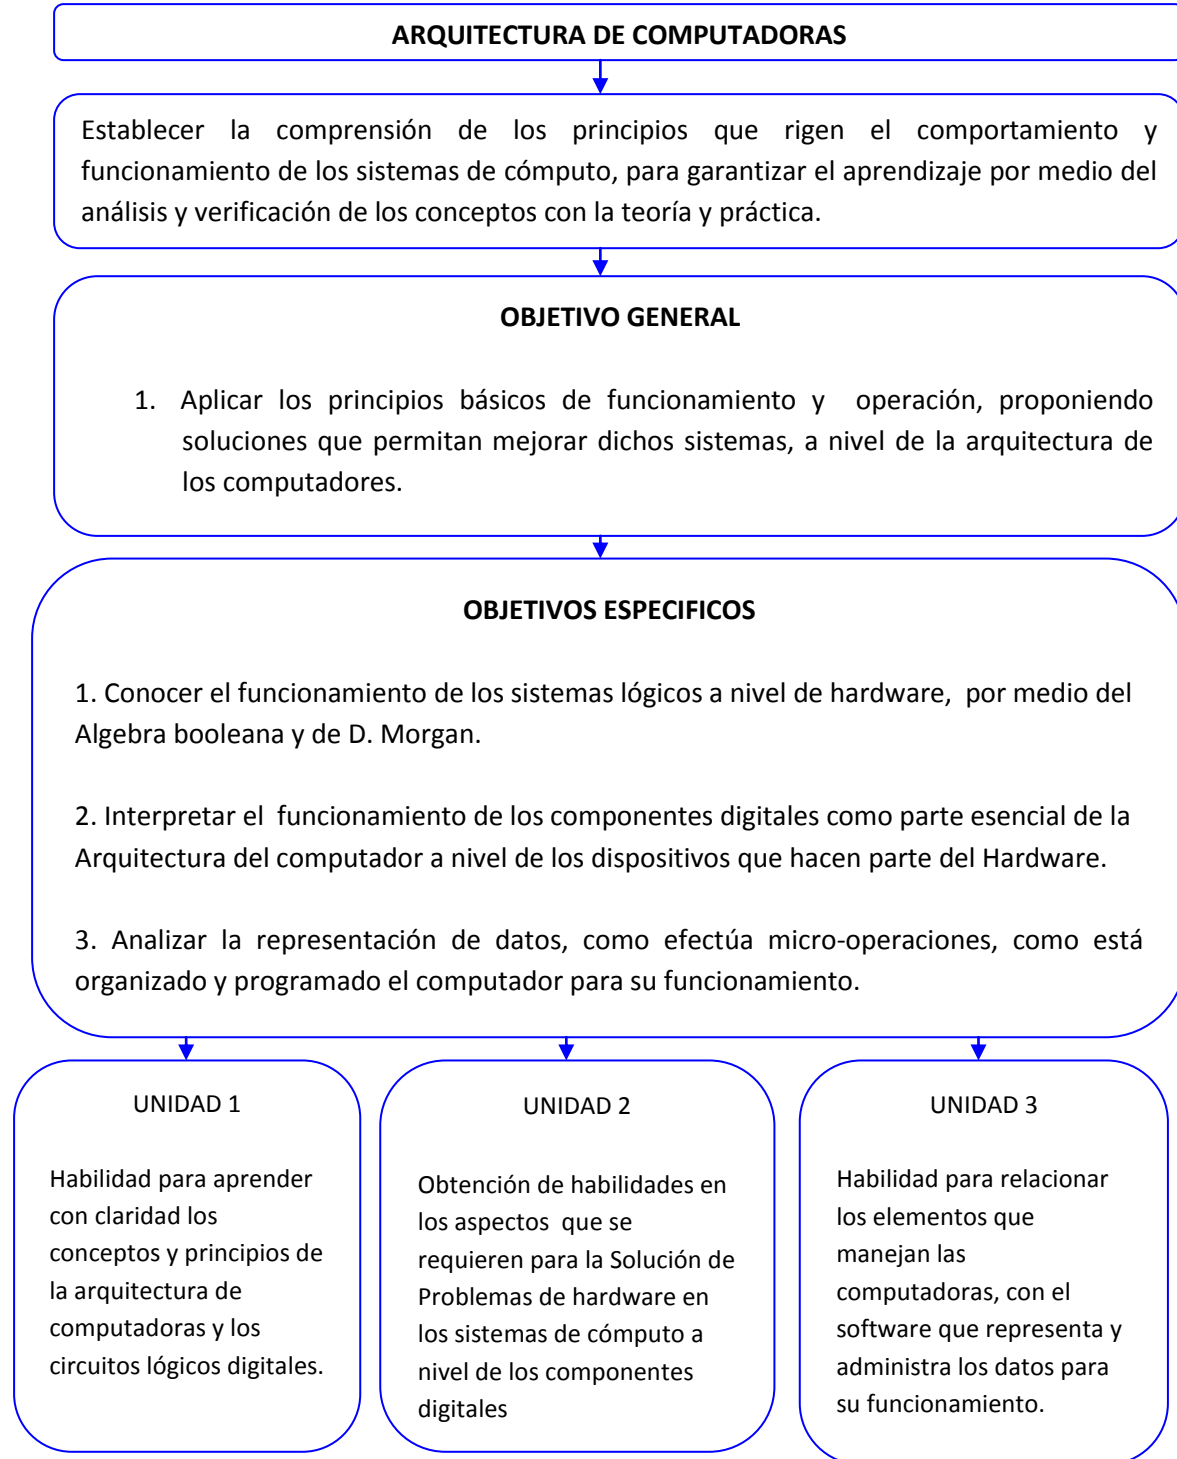 ARQUITECTURA DE COMPUTADORAS
Establecer la comprensión de los principios que rigen el comportamiento y
funcionamiento de los sistemas de cómputo, para garantizar el aprendizaje por medio del
análisis y verificación de los conceptos con la teoría y práctica.
OBJETIVO GENERAL
1. Aplicar los principios básicos de funcionamiento y operación, proponiendo
soluciones que permitan mejorar dichos sistemas, a nivel de la arquitectura de
los computadores.
OBJETIVOS ESPECIFICOS
1. Conocer el funcionamiento de los sistemas lógicos a nivel de hardware, por medio del
Algebra booleana y de D. Morgan.
2. Interpretar el funcionamiento de los componentes digitales como parte esencial de la
Arquitectura del computador a nivel de los dispositivos que hacen parte del Hardware.
3. Analizar la representación de datos, como efectúa micro-operaciones, como está
organizado y programado el computador para su funcionamiento.
UNIDAD 1
Habilidad para aprender
con claridad los
conceptos y principios de
la arquitectura de
computadoras y los
circuitos lógicos digitales.
UNIDAD 2
Obtención de habilidades en
los aspectos que se
requieren para la Solución de
Problemas de hardware en
los sistemas de cómputo a
nivel de los componentes
digitales
UNIDAD 3
Habilidad para relacionar
los elementos que
manejan las
computadoras, con el
software que representa y
administra los datos para
su funcionamiento.